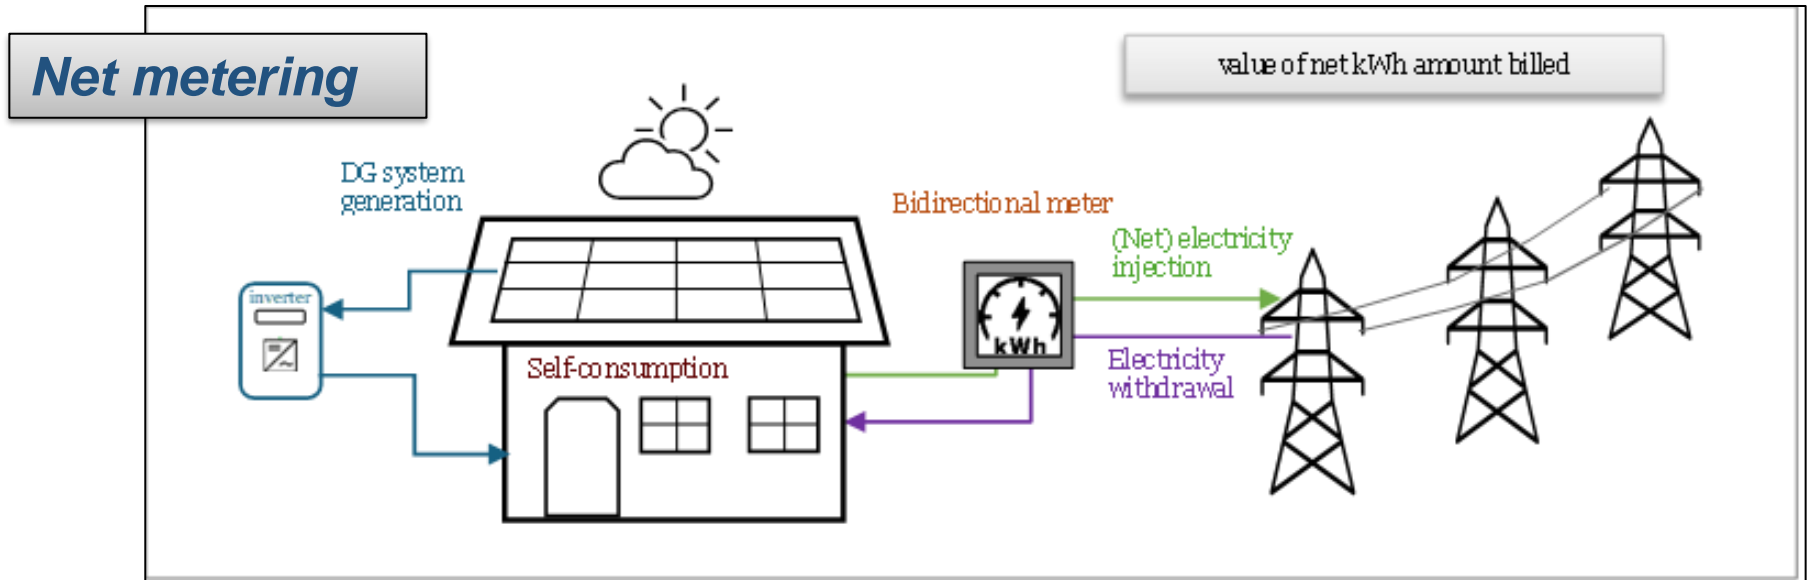 Net metering
value of net kWh amount billed
DG system
generation
Bidirectional meter
(Net) electricity
injection
inverter
kWh
Self-consumption
Electricity
withdrawal